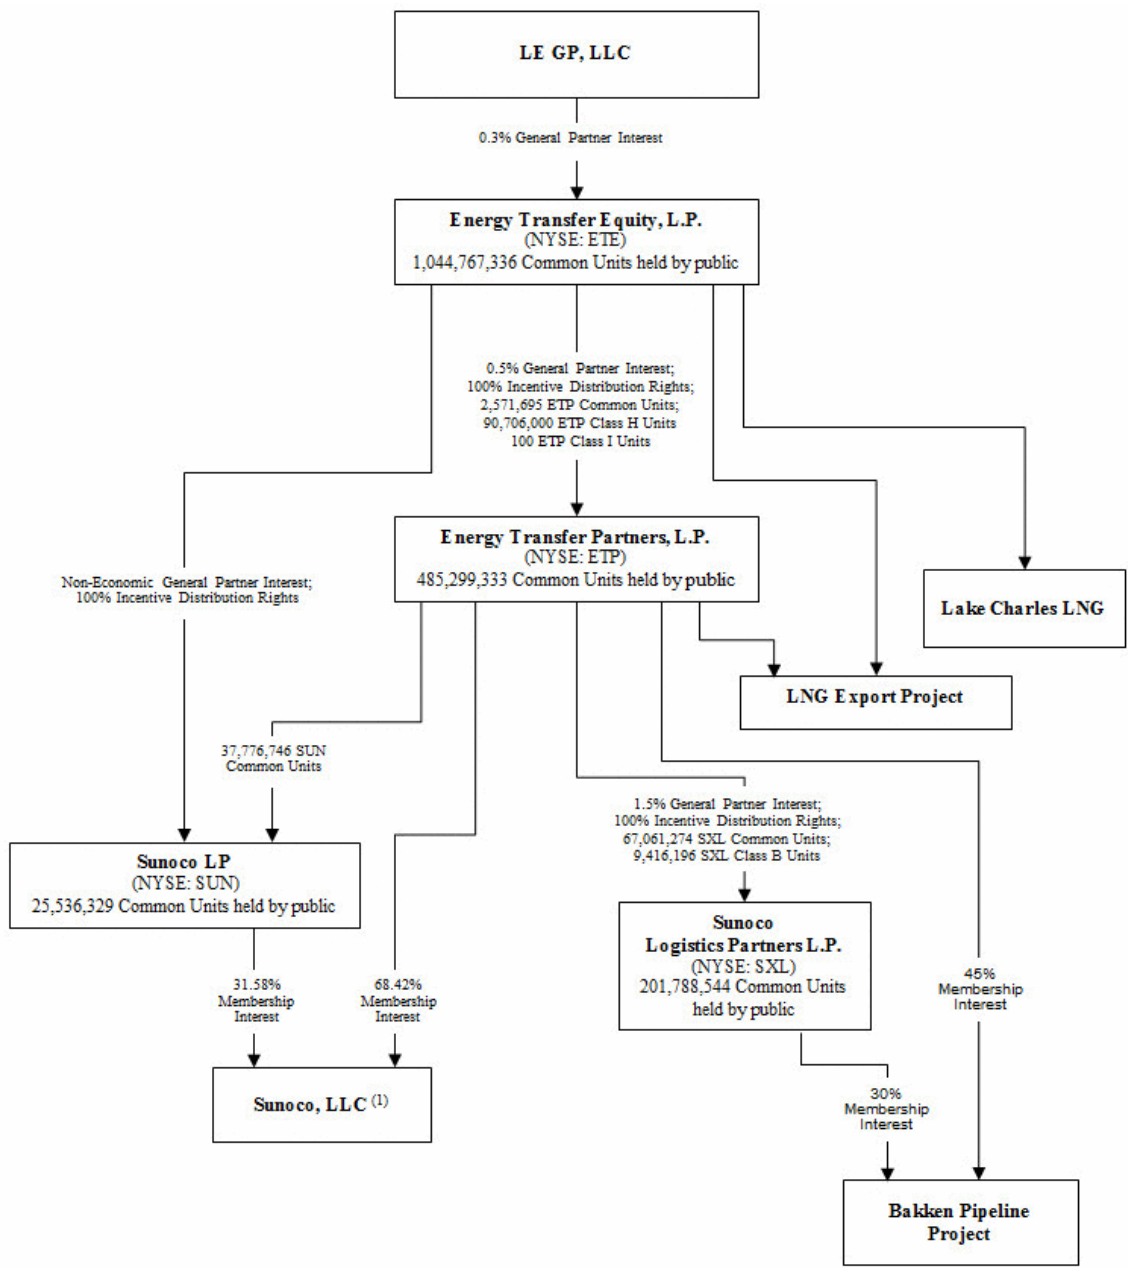 LE GP, LLC
0.3% General Partner Interest
Energy Transfer Equity, L.P.
(NYSE: ETE)
1,044,767,336 Common Units held by public
0.5% General Partner Interest;
100% Incentive Distribution Rights;
2,571,695 ETP Common Units;
90,706,000 ETP Class H Units
100 ETP Class I Units
Energy Transfer Partners, L.P.
(NYSE: ETP)
485,299,333 Common Units held by public
Non-Economic General Partner Interest;
100% Incentive Distribution Rights
Lake Charles LNG
LNG Export Project
37,776,746 SUN
Common Units
1.5% General Partner Interest;
100% Incentive Distribution Rights;
67,061,274 SXL Common Units;
9,416,196 SXL Class B Units
Sunoco LP
(NYSE: SUN)
25,536,329 Common Units held by public
Sunoco
Logistics Partners L.P.
(NYSE: SXL)
201,788,544 Common Units
held by public
31.58%
Membership
Interest
68.42%
Membership
Interest
45%
Membership
Interest
Sunoco, LLC (1)
30%
Membership
Interest
Bakken Pipeline
Project